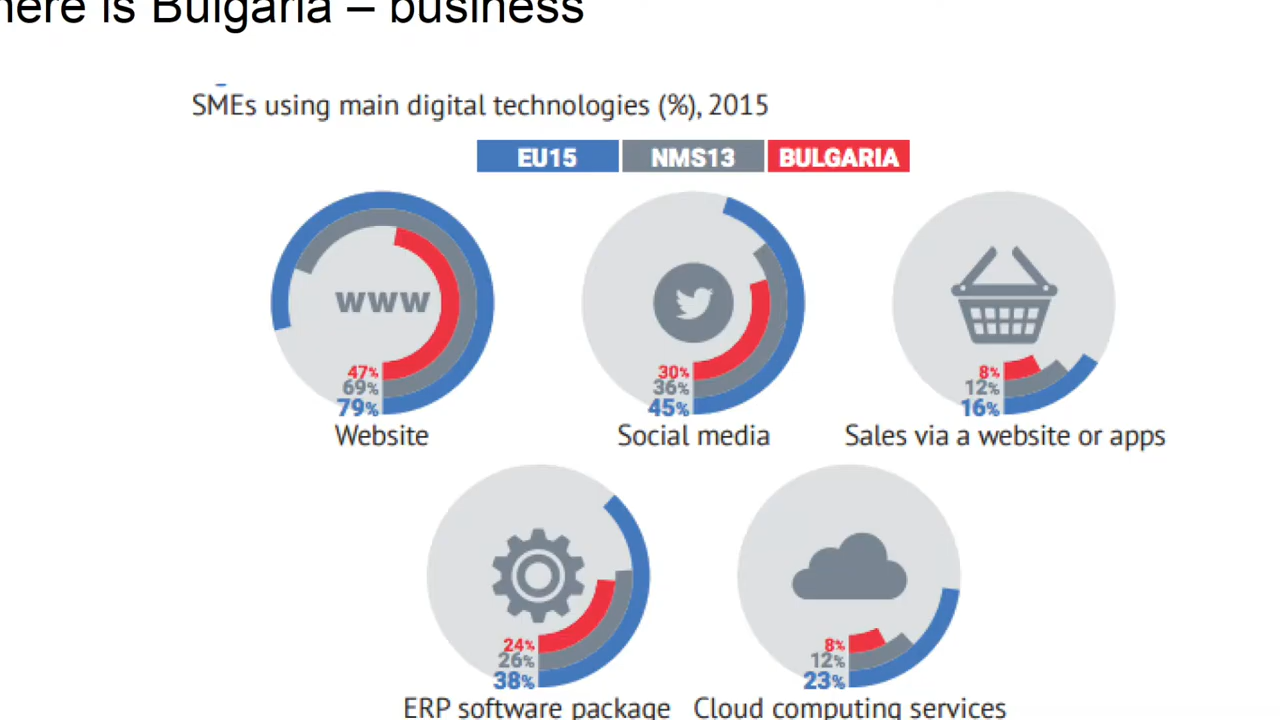 here is Bulgaria – business
SMEs using main digital technologies (%), 2015
EU15 NMS13 BULGARIA
www
47%
69%
79%
Website
30%
36%
45%
Social media
8%
12%
16%
Sales via a website or apps
24%
26%
38%
ERP software package
8%
12%
23%
Cloud computing services